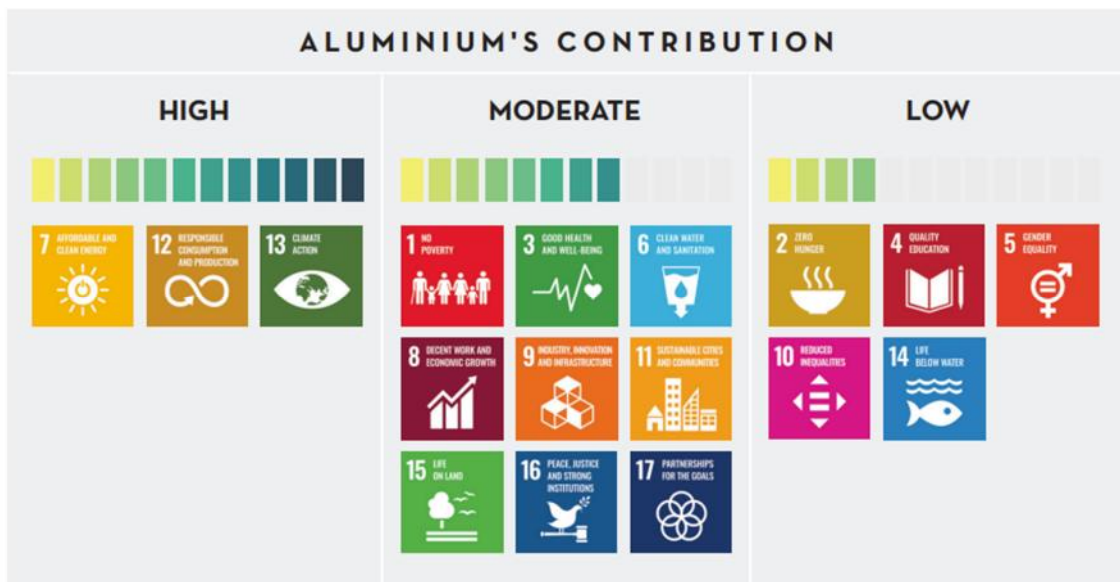 ALUMINIUM'S CONTRIBUTION
HIGH
7 AFFORDABLE AND
CLEAN ENERGY
12 RESPONSIBLE
CONSUMPTION
AND PRODUCTION
13 CLIMATE
ACTION
MODERATE
1 NO
POVERTY
3 GOOD HEALTH
AND WELL-BEING
6 CLEAN WATER
AND SANITATION
8 DECENT WORK AND
ECONOMIC GROWTH
9 INDUSTRY, INNOVATION
AND INFRASTRUCTURE
11 SUSTAINABLE CITIES
AND COMMUNITIES
15 LIFE
ON LAND
16 PEACE, JUSTICE
AND STRONG
INSTITUTIONS
17 PARTNERSHIPS
FOR THE GOALS
LOW
2 ZERO
HUNGER
4 QUALITY
EDUCATION
5 GENDER
EQUALITY
10 REDUCED
INEQUALITIES
14 LIFE
BELOW WATER